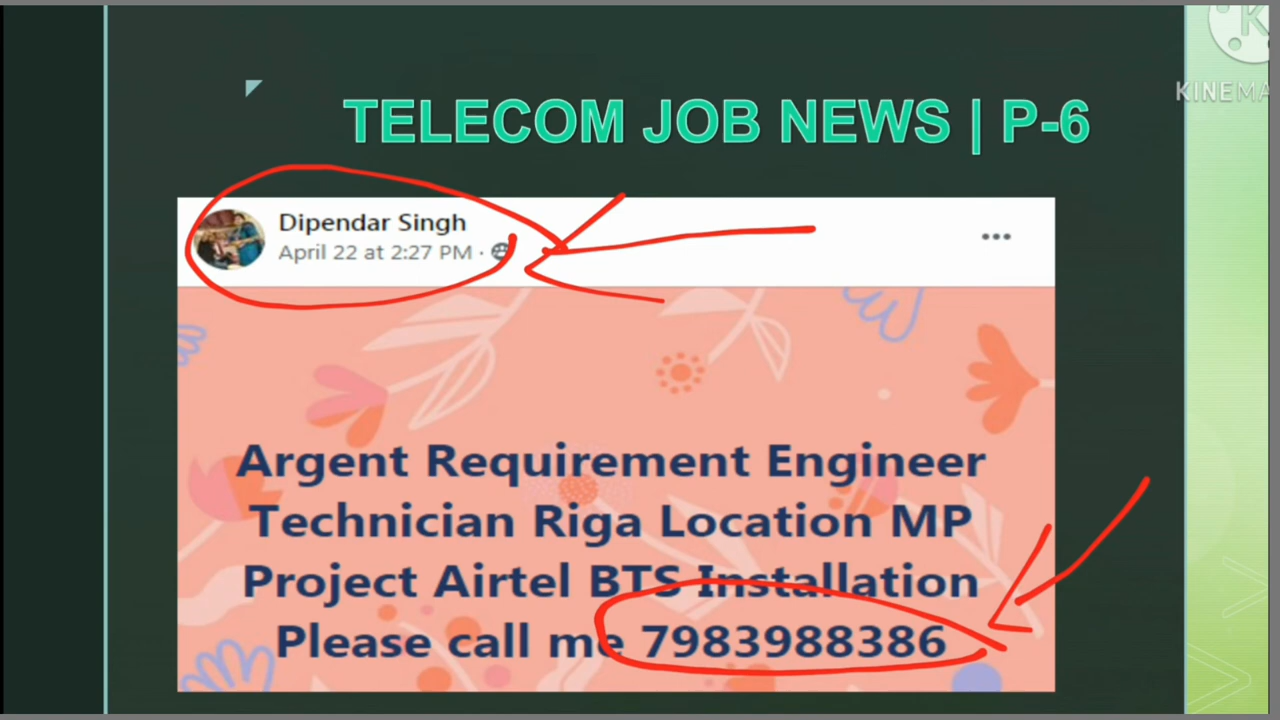 KINEMA
TELECOM JOB NEWS | P-6
Dipendar Singh
April 22 at 2:27 PM ·
Argent Requirement Engineer
Technician Riga Location MP
Project Airtel BTS Installation
Please call me 7983988386